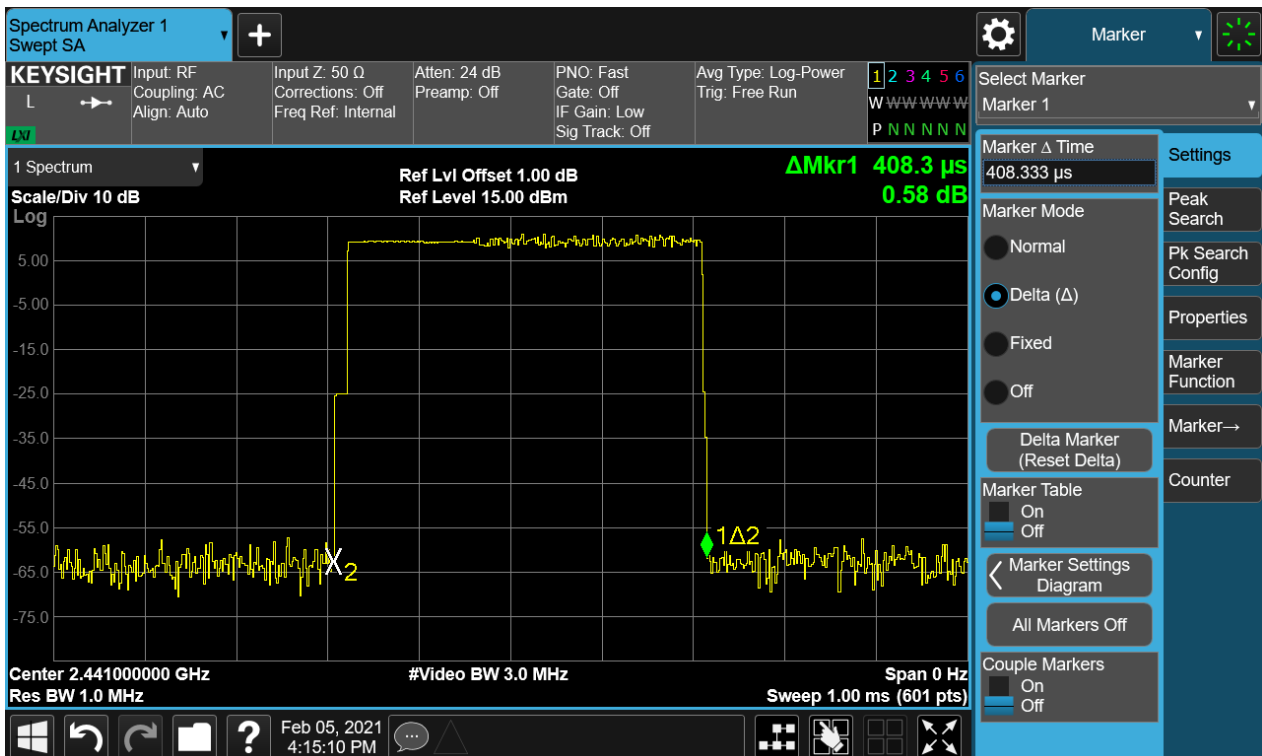 Spectrum Analyzer 1
Swept SA
+
Marker
KEYSIGHT
L
LXI
Input: RF
Coupling: AC
Align: Auto
Input Z: 50 Ω
Corrections: Off
Freq Ref: Internal
Atten: 24 dB
Preamp: Off
PNO: Fast
Gate: Off
IF Gain: Low
Sig Track: Off
Avg Type: Log-Power
Trig: Free Run
1 2 3 4 5 6
W W W W W W
P N N N N N
Select Marker
Marker 1
1 Spectrum
Scale/Div 10 dB
Log
Ref Lvl Offset 1.00 dB
Ref Level 15.00 dBm
ΔMkr1 408.3 µs
0.58 dB
5.00
-5.00
-15.0
-25.0
-35.0
-45.0
-55.0
-65.0
-75.0
2
1Δ2
Center 2.441000000 GHz
Res BW 1.0 MHz
#Video BW 3.0 MHz
Span 0 Hz
Sweep 1.00 ms (601 pts)
Marker Δ Time
408.333 µs
Marker Mode
Normal
Delta (Δ)
Fixed
Off
Delta Marker
(Reset Delta)
Marker Table
On
Off
Marker Settings
Diagram
All Markers Off
Couple Markers
On
Off
Settings
Peak
Search
Pk Search
Config
Properties
Marker
Function
Marker→
Counter
?
Feb 05, 2021
4:15:10 PM